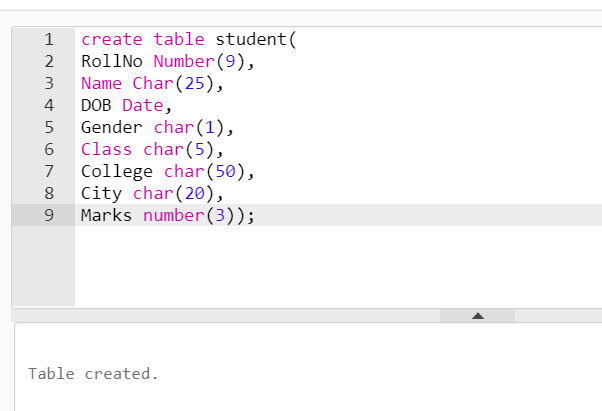 1 create table student(
2 RollNo Number(9),
3 Name Char(25),
4 DOB Date,
5 Gender char(1),
6 Class char(5),
7 College char(50),
8 City char(20),
9 Marks number(3));
Table created.